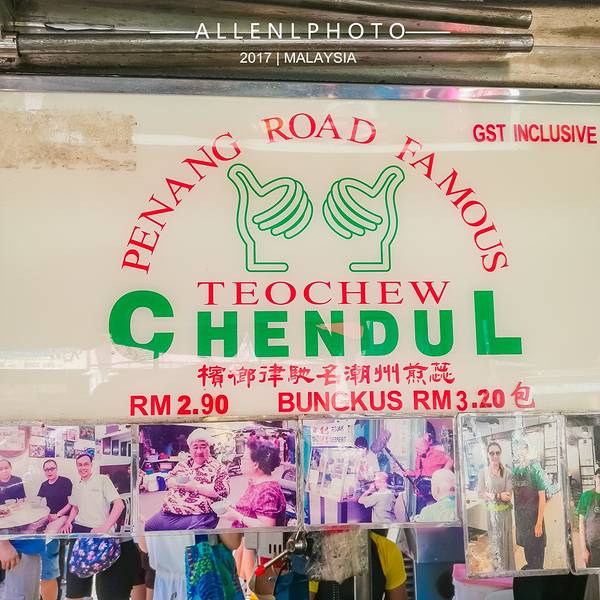 ALLENLPHOTO
2017 | MALAYSIA
GST INCLUSIVE
PENANG ROAD FAMOUS
TEOCHEW
CHENDUL
檳榔律馳名潮州煎蕊
RM 2.90 BUNGKUS RM 3.20 包